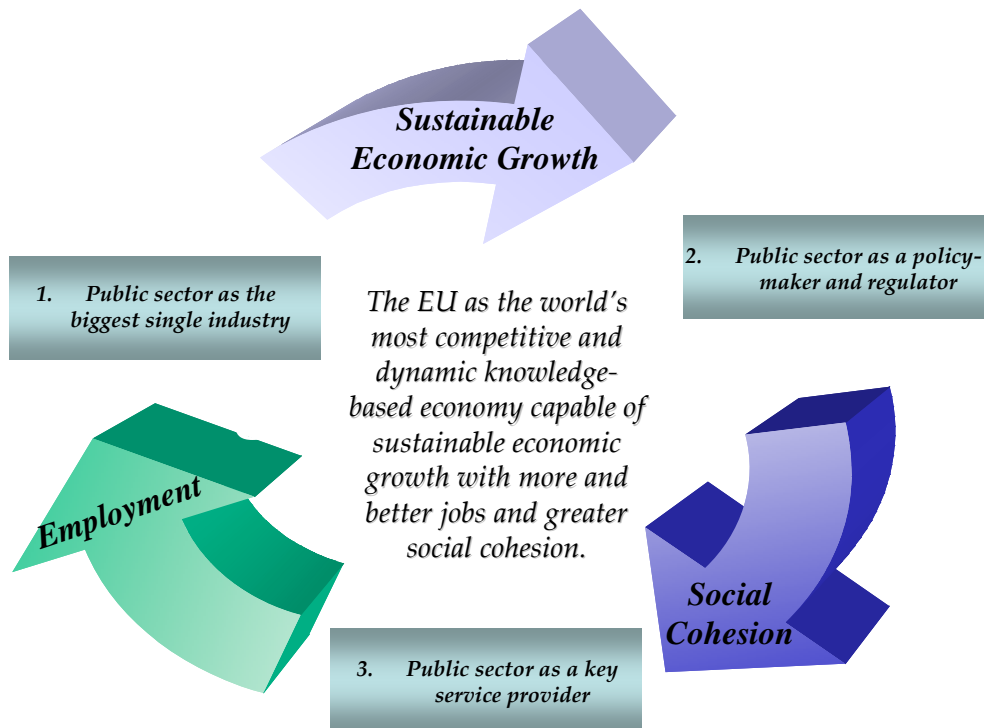 Sustainable
Economic Growth
1. Public sector as the
biggest single industry
2. Public sector as a policy-
maker and regulator
The EU as the world's
most competitive and
dynamic knowledge-
based economy capable of
sustainable economic
growth with more and
better jobs and greater
social cohesion.
Employment
Social
Cohesion
3. Public sector as a key
service provider